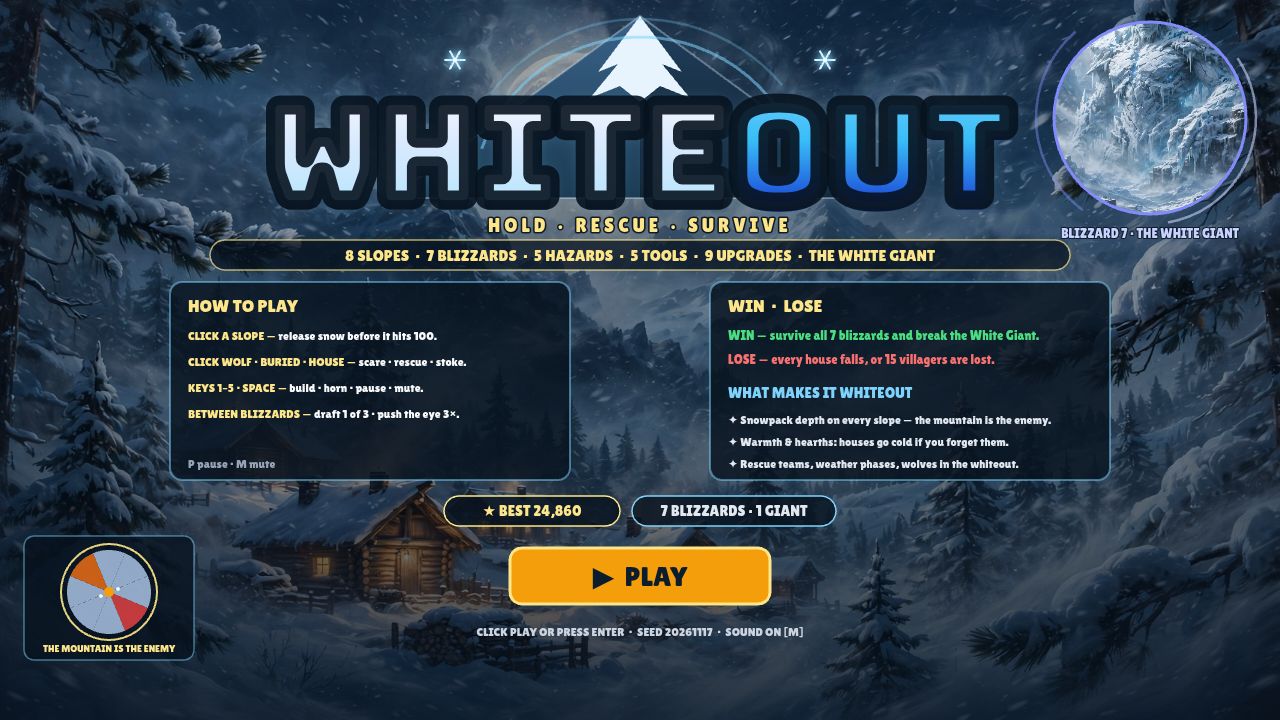 WHITEOUT
HOLD · RESCUE · SURVIVE
BLIZZARD 7 · THE WHITE GIANT
8 SLOPES · 7 BLIZZARDS · 5 HAZARDS · 5 TOOLS · 9 UPGRADES · THE WHITE GIANT
HOW TO PLAY
CLICK A SLOPE — release snow before it hits 100.
CLICK WOLF · BURIED · HOUSE — scare · rescue · stoke.
KEYS 1–5 · SPACE — build · horn · pause · mute.
BETWEEN BLIZZARDS — draft 1 of 3 · push the eye 3×.
P pause · M mute
WIN · LOSE
WIN — survive all 7 blizzards and break the White Giant.
LOSE — every house falls, or 15 villagers are lost.
WHAT MAKES IT WHITEOUT
✦ Snowpack depth on every slope — the mountain is the enemy.
✦ Warmth & hearths: houses go cold if you forget them.
✦ Rescue teams, weather phases, wolves in the whiteout.
★ BEST 24,860
7 BLIZZARDS · 1 GIANT
▶ PLAY
CLICK PLAY OR PRESS ENTER · SEED 20261117 · SOUND ON [M]
THE MOUNTAIN IS THE ENEMY